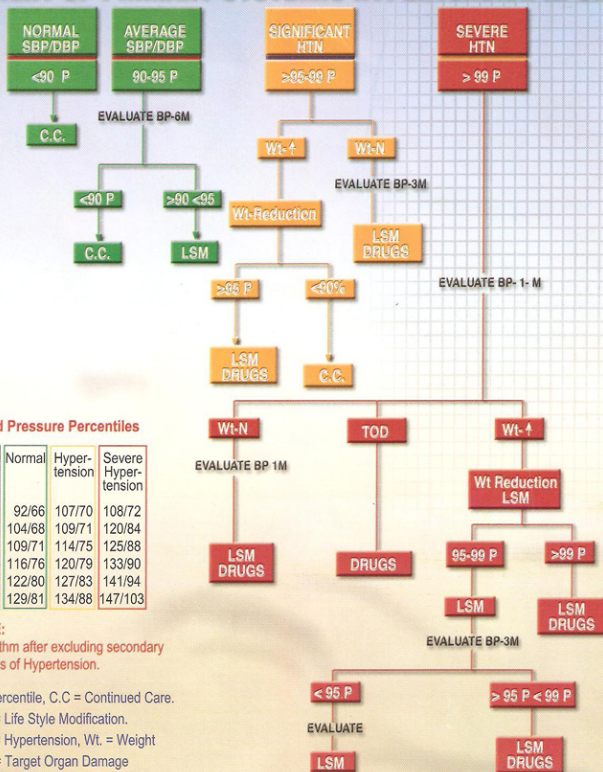 NORMAL
SBP/DBP
<90 P
C.C.
AVERAGE
SBP/DBP
90-95 P
EVALUATE BP-6M
<90 P
>90 <95
C.C.
LSM
SIGNIFICANT
HTN
>95-99 P
Wt-↑
Wt-N
EVALUATE BP-3M
Wt-Reduction
LSM
DRUGS
>95 P
<90%
LSM
DRUGS
C.C.
SEVERE
HTN
> 99 P
EVALUATE BP- 1- M
Wt-N
TOD
Wt-↑
EVALUATE BP 1M
Wt Reduction
LSM
LSM
DRUGS
DRUGS
95-99 P
>99 P
LSM
LSM
DRUGS
EVALUATE BP-3M
< 95 P
> 95 P < 99 P
EVALUATE
LSM
LSM
DRUGS
Pressure Percentiles
Normal Hyper-tension Severe Hyper-tension
92/66 107/70 108/72
104/68 109/71 120/84
109/71 114/75 125/88
116/76 120/79 133/90
122/80 127/83 141/94
129/81 134/88 147/103
after excluding secondary
of Hypertension.
C.C = Continued Care.
= Life Style Modification.
= Hypertension, Wt. = Weight
= Target Organ Damage